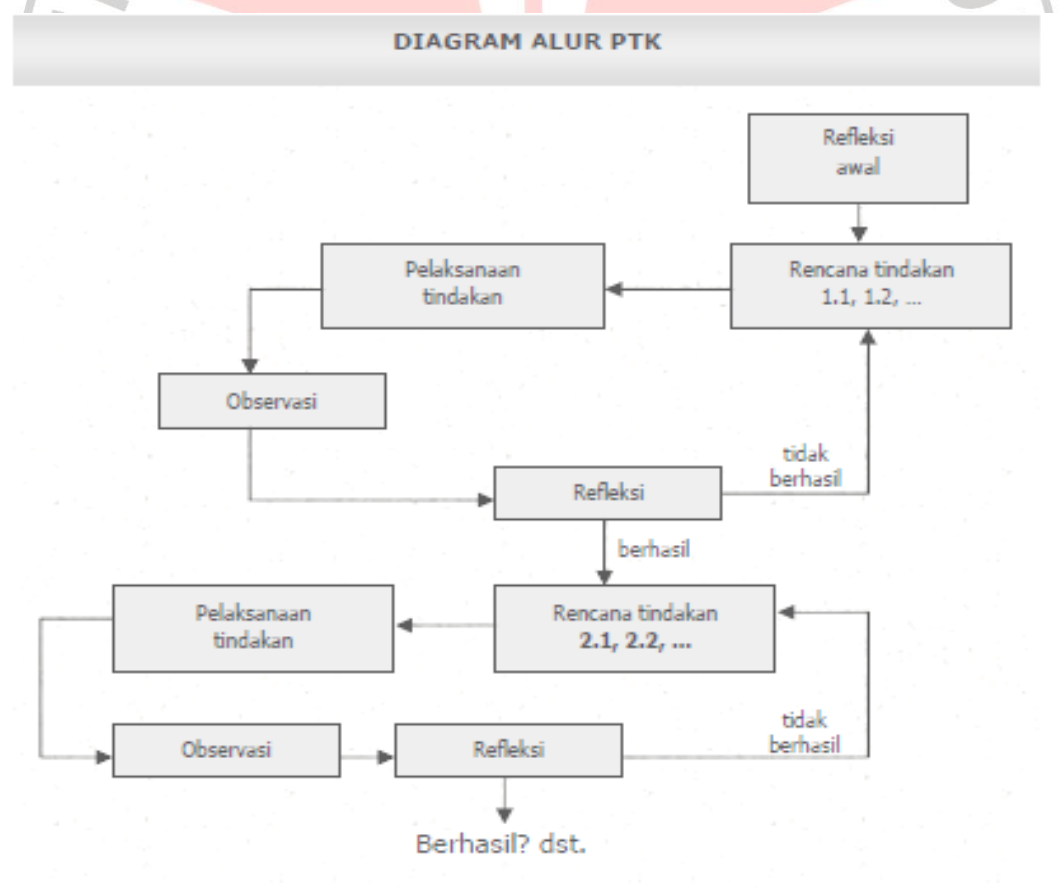 DIAGRAM ALUR PTK
Refleksi
awal
Rencana tindakan
1.1, 1.2, ...
Pelaksanaan
tindakan
Observasi
Refleksi
tidak
berhasil
berhasil
Rencana tindakan
2.1, 2.2, ...
Pelaksanaan
tindakan
Observasi
Refleksi
tidak
berhasil
Berhasil? dst.